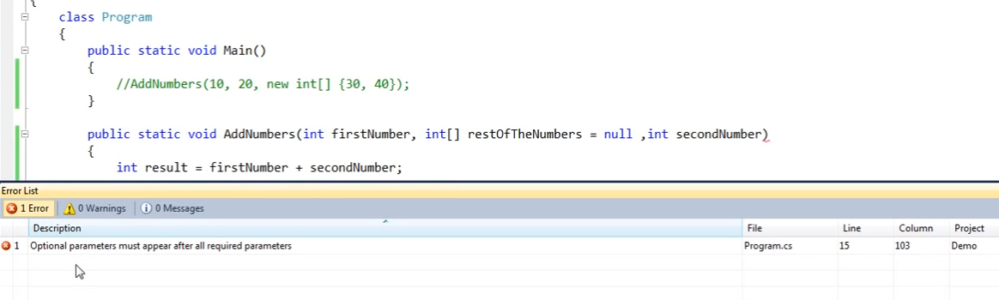 {
class Program
{
public static void Main()
{
//AddNumbers(10, 20, new int[] {30, 40});
}
public static void AddNumbers(int firstNumber, int[] restOfTheNumbers = null ,int secondNumber)
{
int result = firstNumber + secondNumber;
Error List
1 Error 0 Warnings 0 Messages
Description File Line Column Project
1 Optional parameters must appear after all required parameters Program.cs 15 103 Demo